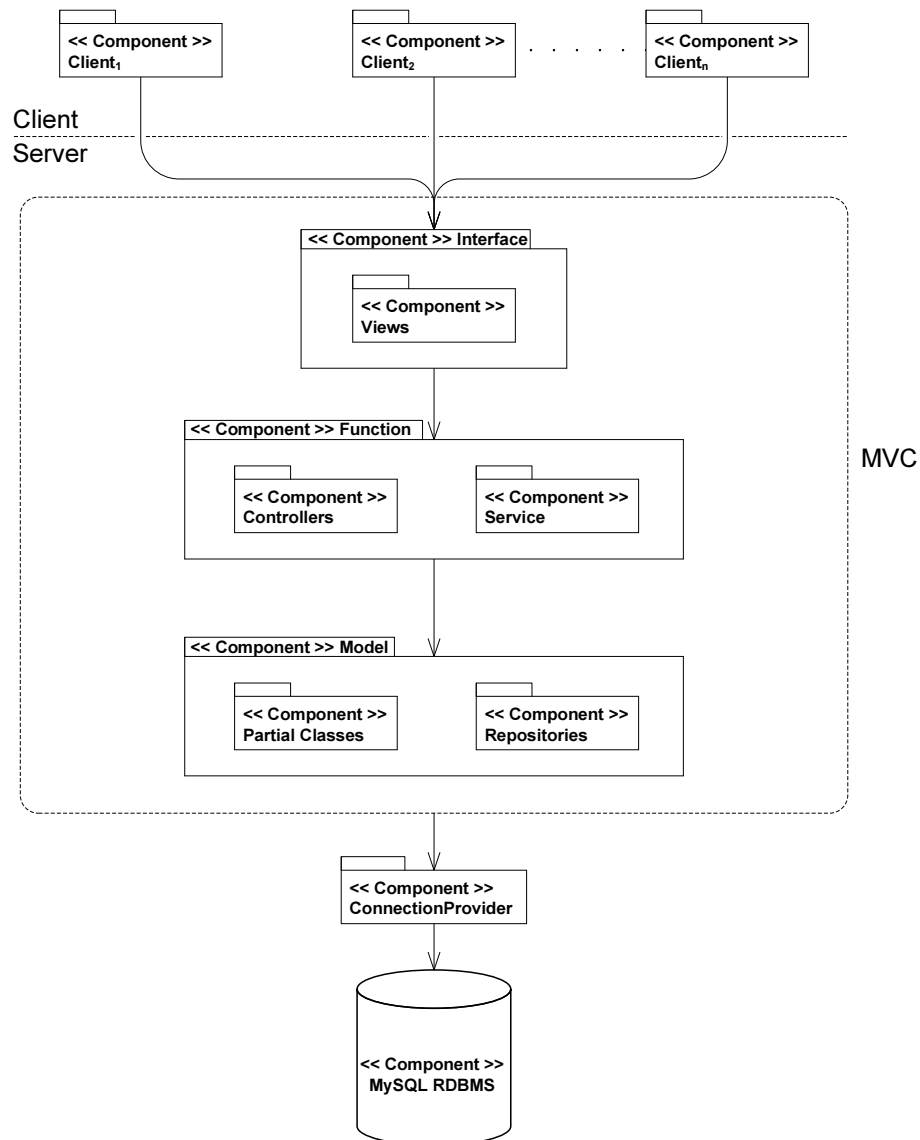 << Component >>
Client₁
<< Component >>
Client₂
. . . . . .
<< Component >>
Clientₙ
Client
Server
<< Component >> Interface
<< Component >>
Views
<< Component >> Function
<< Component >>
Controllers
<< Component >>
Service
MVC
<< Component >> Model
<< Component >>
Partial Classes
<< Component >>
Repositories
<< Component >>
ConnectionProvider
<< Component >>
MySQL RDBMS